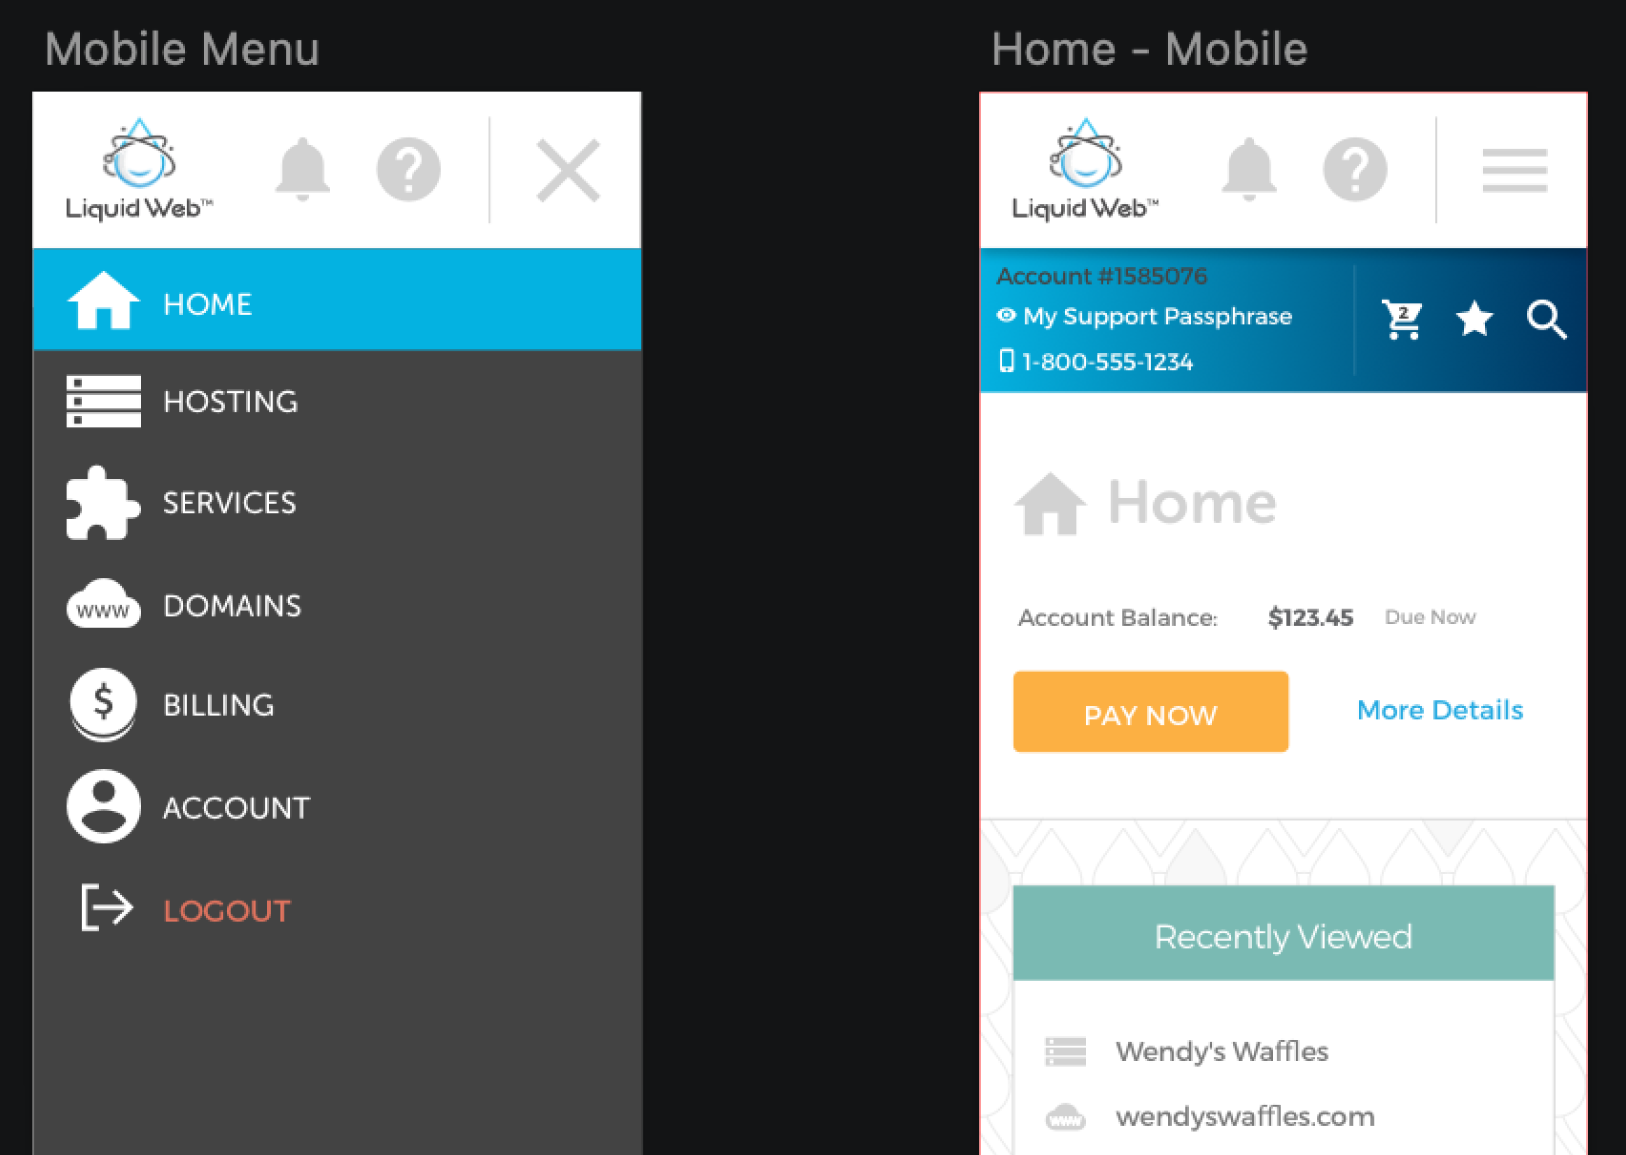 Mobile Menu
Liquid Web™
HOME
HOSTING
SERVICES
www DOMAINS
$ BILLING
ACCOUNT
LOGOUT
Home - Mobile
Liquid Web™
Account #1585076
My Support Passphrase
2
1-800-555-1234
Home
Account Balance: $123.45 Due Now
PAY NOW More Details
Recently Viewed
Wendy's Waffles
www wendyswaffles.com